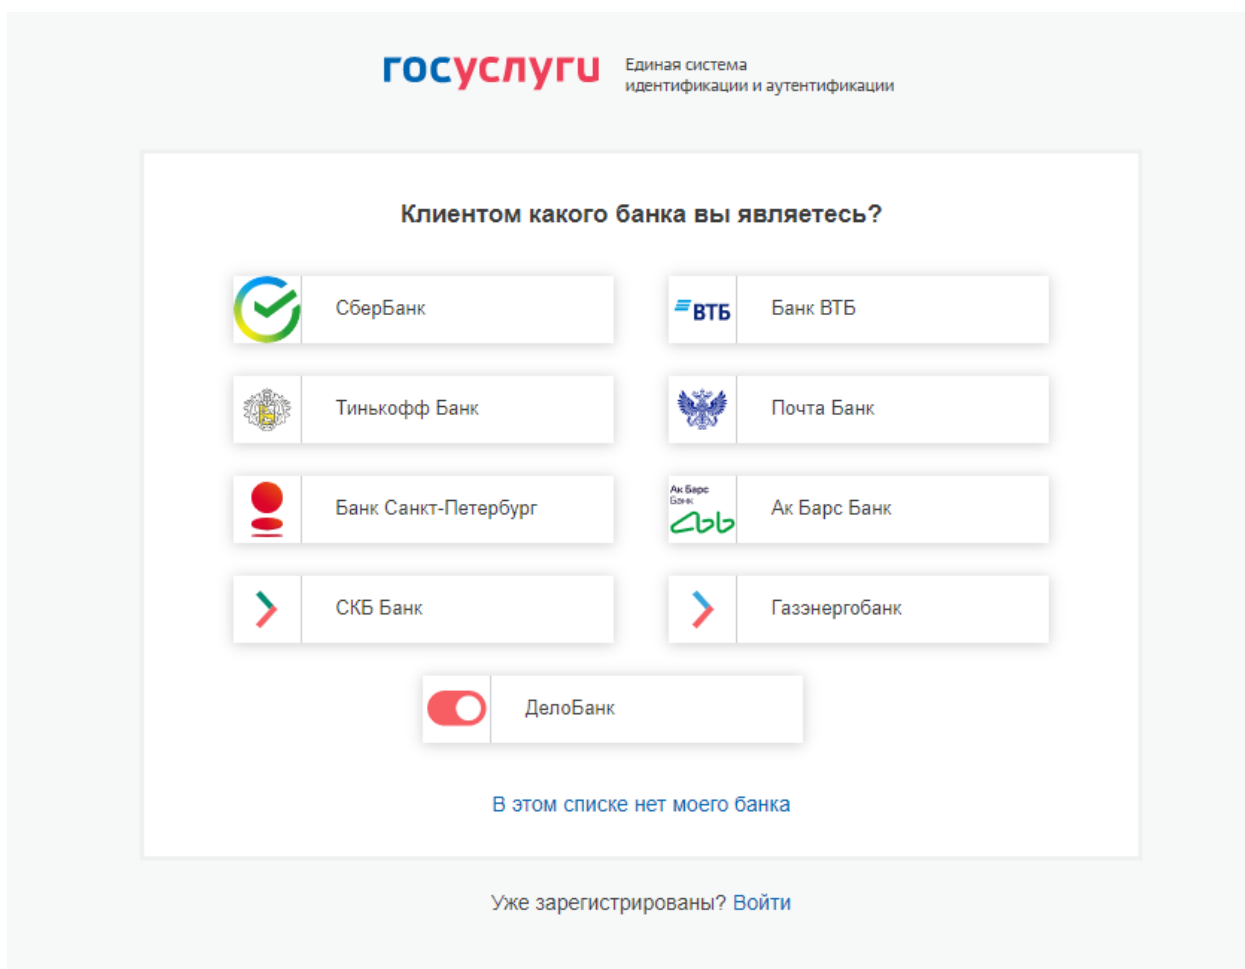 госуслуги
Единая система
идентификации и аутентификации
Клиентом какого банка вы являетесь?
СберБанк
ВТБ
Банк ВТБ
Тинькофф Банк
Почта Банк
Банк Санкт-Петербург
Ак Барс
Банк
Ак Барс Банк
СКБ Банк
Газэнергобанк
ДелоБанк
В этом списке нет моего банка
Уже зарегистрированы? Войти